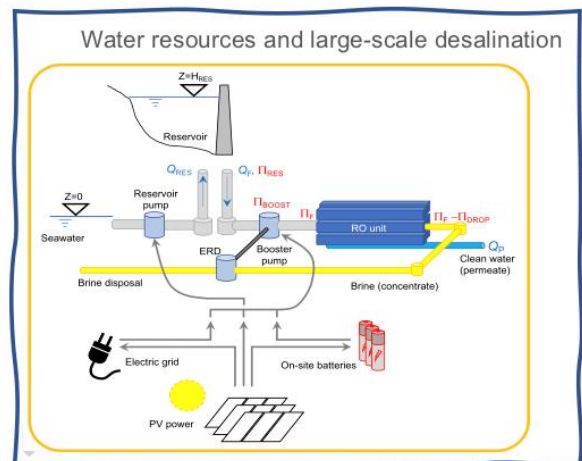 Water resources and large-scale desalination
Z=H_RES
Reservoir
Q_RES
Q_F, Π_RES
Z=0
Reservoir
pump
Π_BOOST
Π_F
Π_F –Π_DROP
Seawater
RO unit
Q_P
ERD
Booster
pump
Clean water
(permeate)
Brine disposal
Brine (concentrate)
Electric grid
On-site batteries
PV power